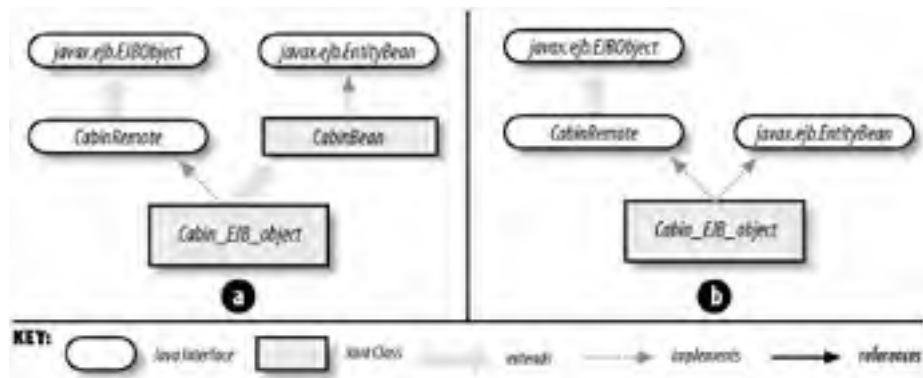 javax.ejb.EJBObject
javax.ejb.EntityBean
CabinRemote
CabinBean
Cabin_EJB_object
a
javax.ejb.EJBObject
CabinRemote
javax.ejb.EntityBean
Cabin_EJB_object
b
KEY:
Java Interface
Java Class
extends
implements
references